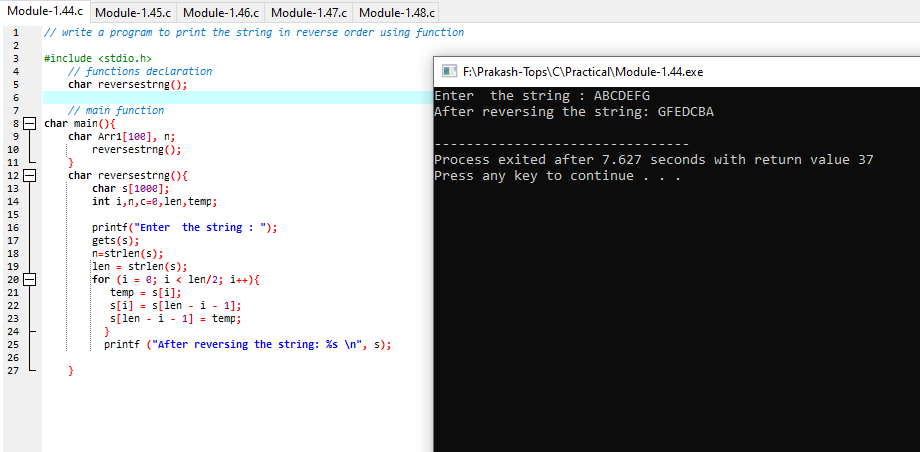 Module-1.44.c Module-1.45.c Module-1.46.c Module-1.47.c Module-1.48.c
1 // write a program to print the string in reverse order using function
2
3 #include <stdio.h>
4 // functions declaration
5 char reversestrng();
6
7 // main function
8 char main(){
9 char Arr1[100], n;
10 reversestrng();
11 }
12 char reversestrng(){
13 char s[1000];
14 int i,n,c=0,len,temp;
15
16 printf("Enter  the string : ");
17 gets(s);
18 n=strlen(s);
19 len = strlen(s);
20 for (i = 0; i < len/2; i++){
21 temp = s[i];
22 s[i] = s[len - i - 1];
23 s[len - i - 1] = temp;
24 }
25 printf ("After reversing the string: %s \n", s);
26
27 }
F:\Prakash-Tops\C\Practical\Module-1.44.exe
Enter  the string : ABCDEFG
After reversing the string: GFEDCBA
--------------------------------
Process exited after 7.627 seconds with return value 37
Press any key to continue . . .